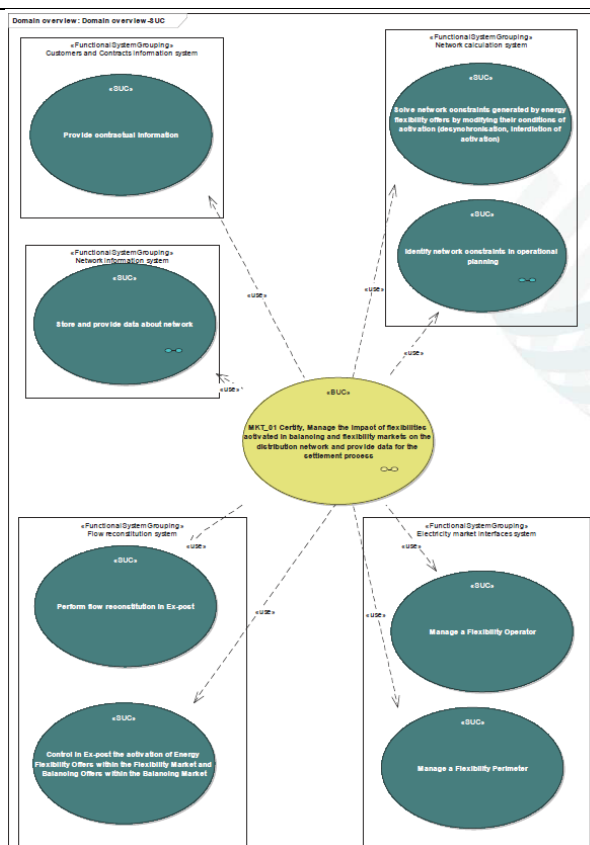 Domain overview: Domain overview-SUC
«FunctionalSystemGrouping»
Customers and Contracts information system
«SUC»
Provide contractual information
«FunctionalSystemGrouping»
Network calculation system
«SUC»
Solve network constraints generated by energy
flexibility offers by modifying their conditions of
activation (desynchronisation, interdiction of
activation)
«SUC»
Identify network constraints in operational
planning
«FunctionalSystemGrouping»
Network information system
«SUC»
Store and provide data about network
«use»
«use»
«use»
«use»
«BUC»
MKT_01 Certify, Manage the impact of flexibilities
activated in balancing and flexibility markets on the
distribution network and provide data for the
settlement process
«FunctionalSystemGrouping»
Flow reconstitution system
«use»
«SUC»
Perform flow reconstitution in Ex-post
«use»
«SUC»
Control in Ex-post the activation of Energy
Flexibility Offers within the Flexibility Market and
Balancing Offers within the Balancing Market
«FunctionalSystemGrouping»
Electricity market interfaces system
«use»
«SUC»
Manage a Flexibility Operator
«use»
«SUC»
Manage a Flexibility Perimeter